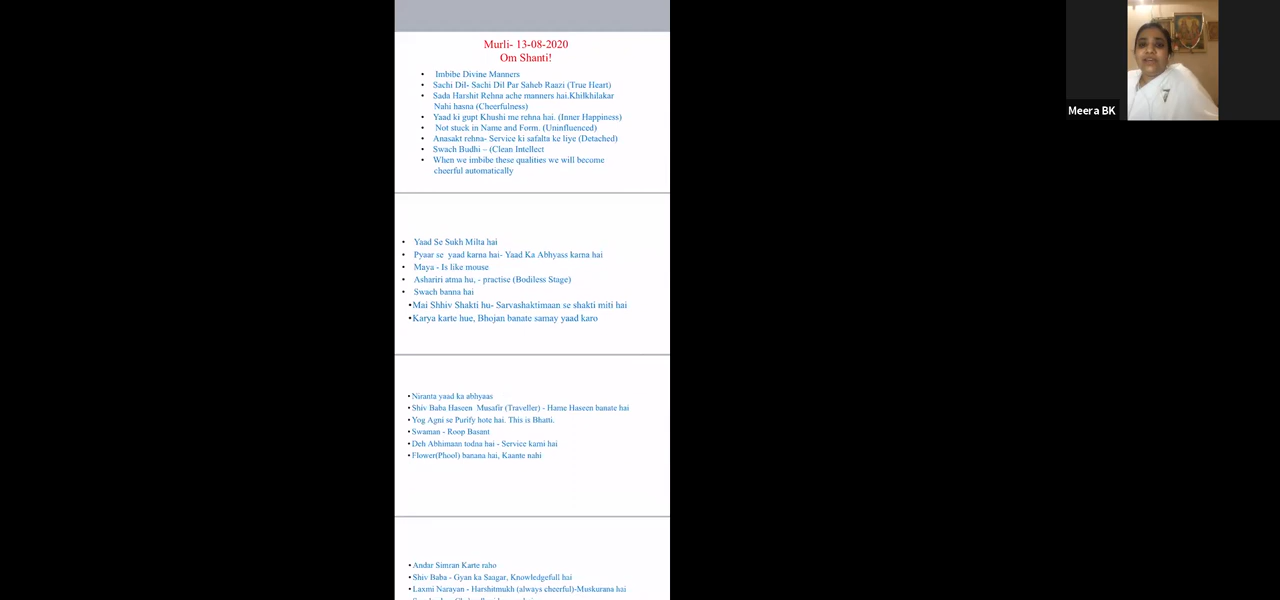 Murli- 13-08-2020
Om Shanti!
• Imbibe Divine Manners
• Sachi Dil- Sachi Dil Par Saheb Raazi (True Heart)
• Sada Harshit Rehna ache manners hai.Khilkhilakar
Nahi hasna (Cheerfulness)
• Yaad ki gupt Khushi me rehna hai. (Inner Happiness)
• Not stuck in Name and Form. (Uninfluenced)
• Anasakt rehna- Service ki safalta ke liye (Detached)
• Swach Budhi – (Clean Intellect
• When we imbibe these qualities we will become
cheerful automatically
• Yaad Se Sukh Milta hai
• Pyaar se yaad karna hai- Yaad Ka Abhyass karna hai
• Maya - Is like mouse
• Ashariri atma hu, - practise (Bodiless Stage)
• Swach banna hai
•Mai Shhiv Shakti hu- Sarvashaktimaan se shakti miti hai
•Karya karte hue, Bhojan banate samay yaad karo
•Niranta yaad ka abhyaas
•Shiv Baba Haseen Musafir (Traveller) - Hame Haseen banate hai
•Yog Agni se Purify hote hai. This is Bhatti.
•Swaman - Roop Basant
•Deh Abhimaan todna hai - Service karni hai
•Flower(Phool) banana hai, Kaante nahi
•Andar Simran Karte raho
•Shiv Baba - Gyan ka Saagar, Knowledgefull hai
•Laxmi Narayan - Harshitmukh (always cheerful)-Muskurana hai
Meera BK